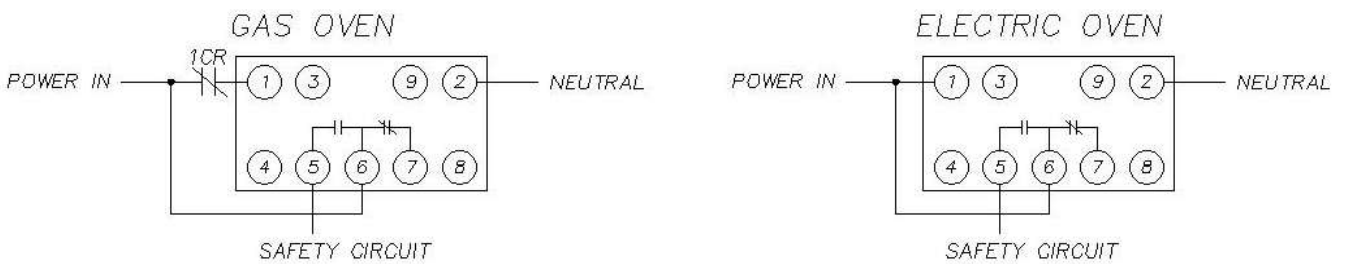 GAS OVEN
1CR
POWER IN
1 3 9 2
NEUTRAL
4 5 6 7 8
SAFETY CIRCUIT
ELECTRIC OVEN
POWER IN
1 3 9 2
NEUTRAL
4 5 6 7 8
SAFETY CIRCUIT